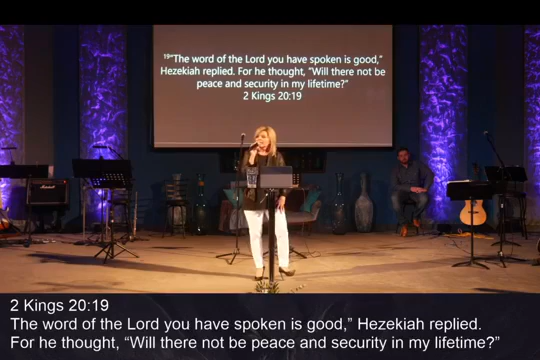 19"The word of the Lord you have spoken is good,"
Hezekiah replied. For he thought, "Will there not be
peace and security in my lifetime?"
2 Kings 20:19
Marshall
2 Kings 20:19
The word of the Lord you have spoken is good,” Hezekiah replied.
For he thought, “Will there not be peace and security in my lifetime?”